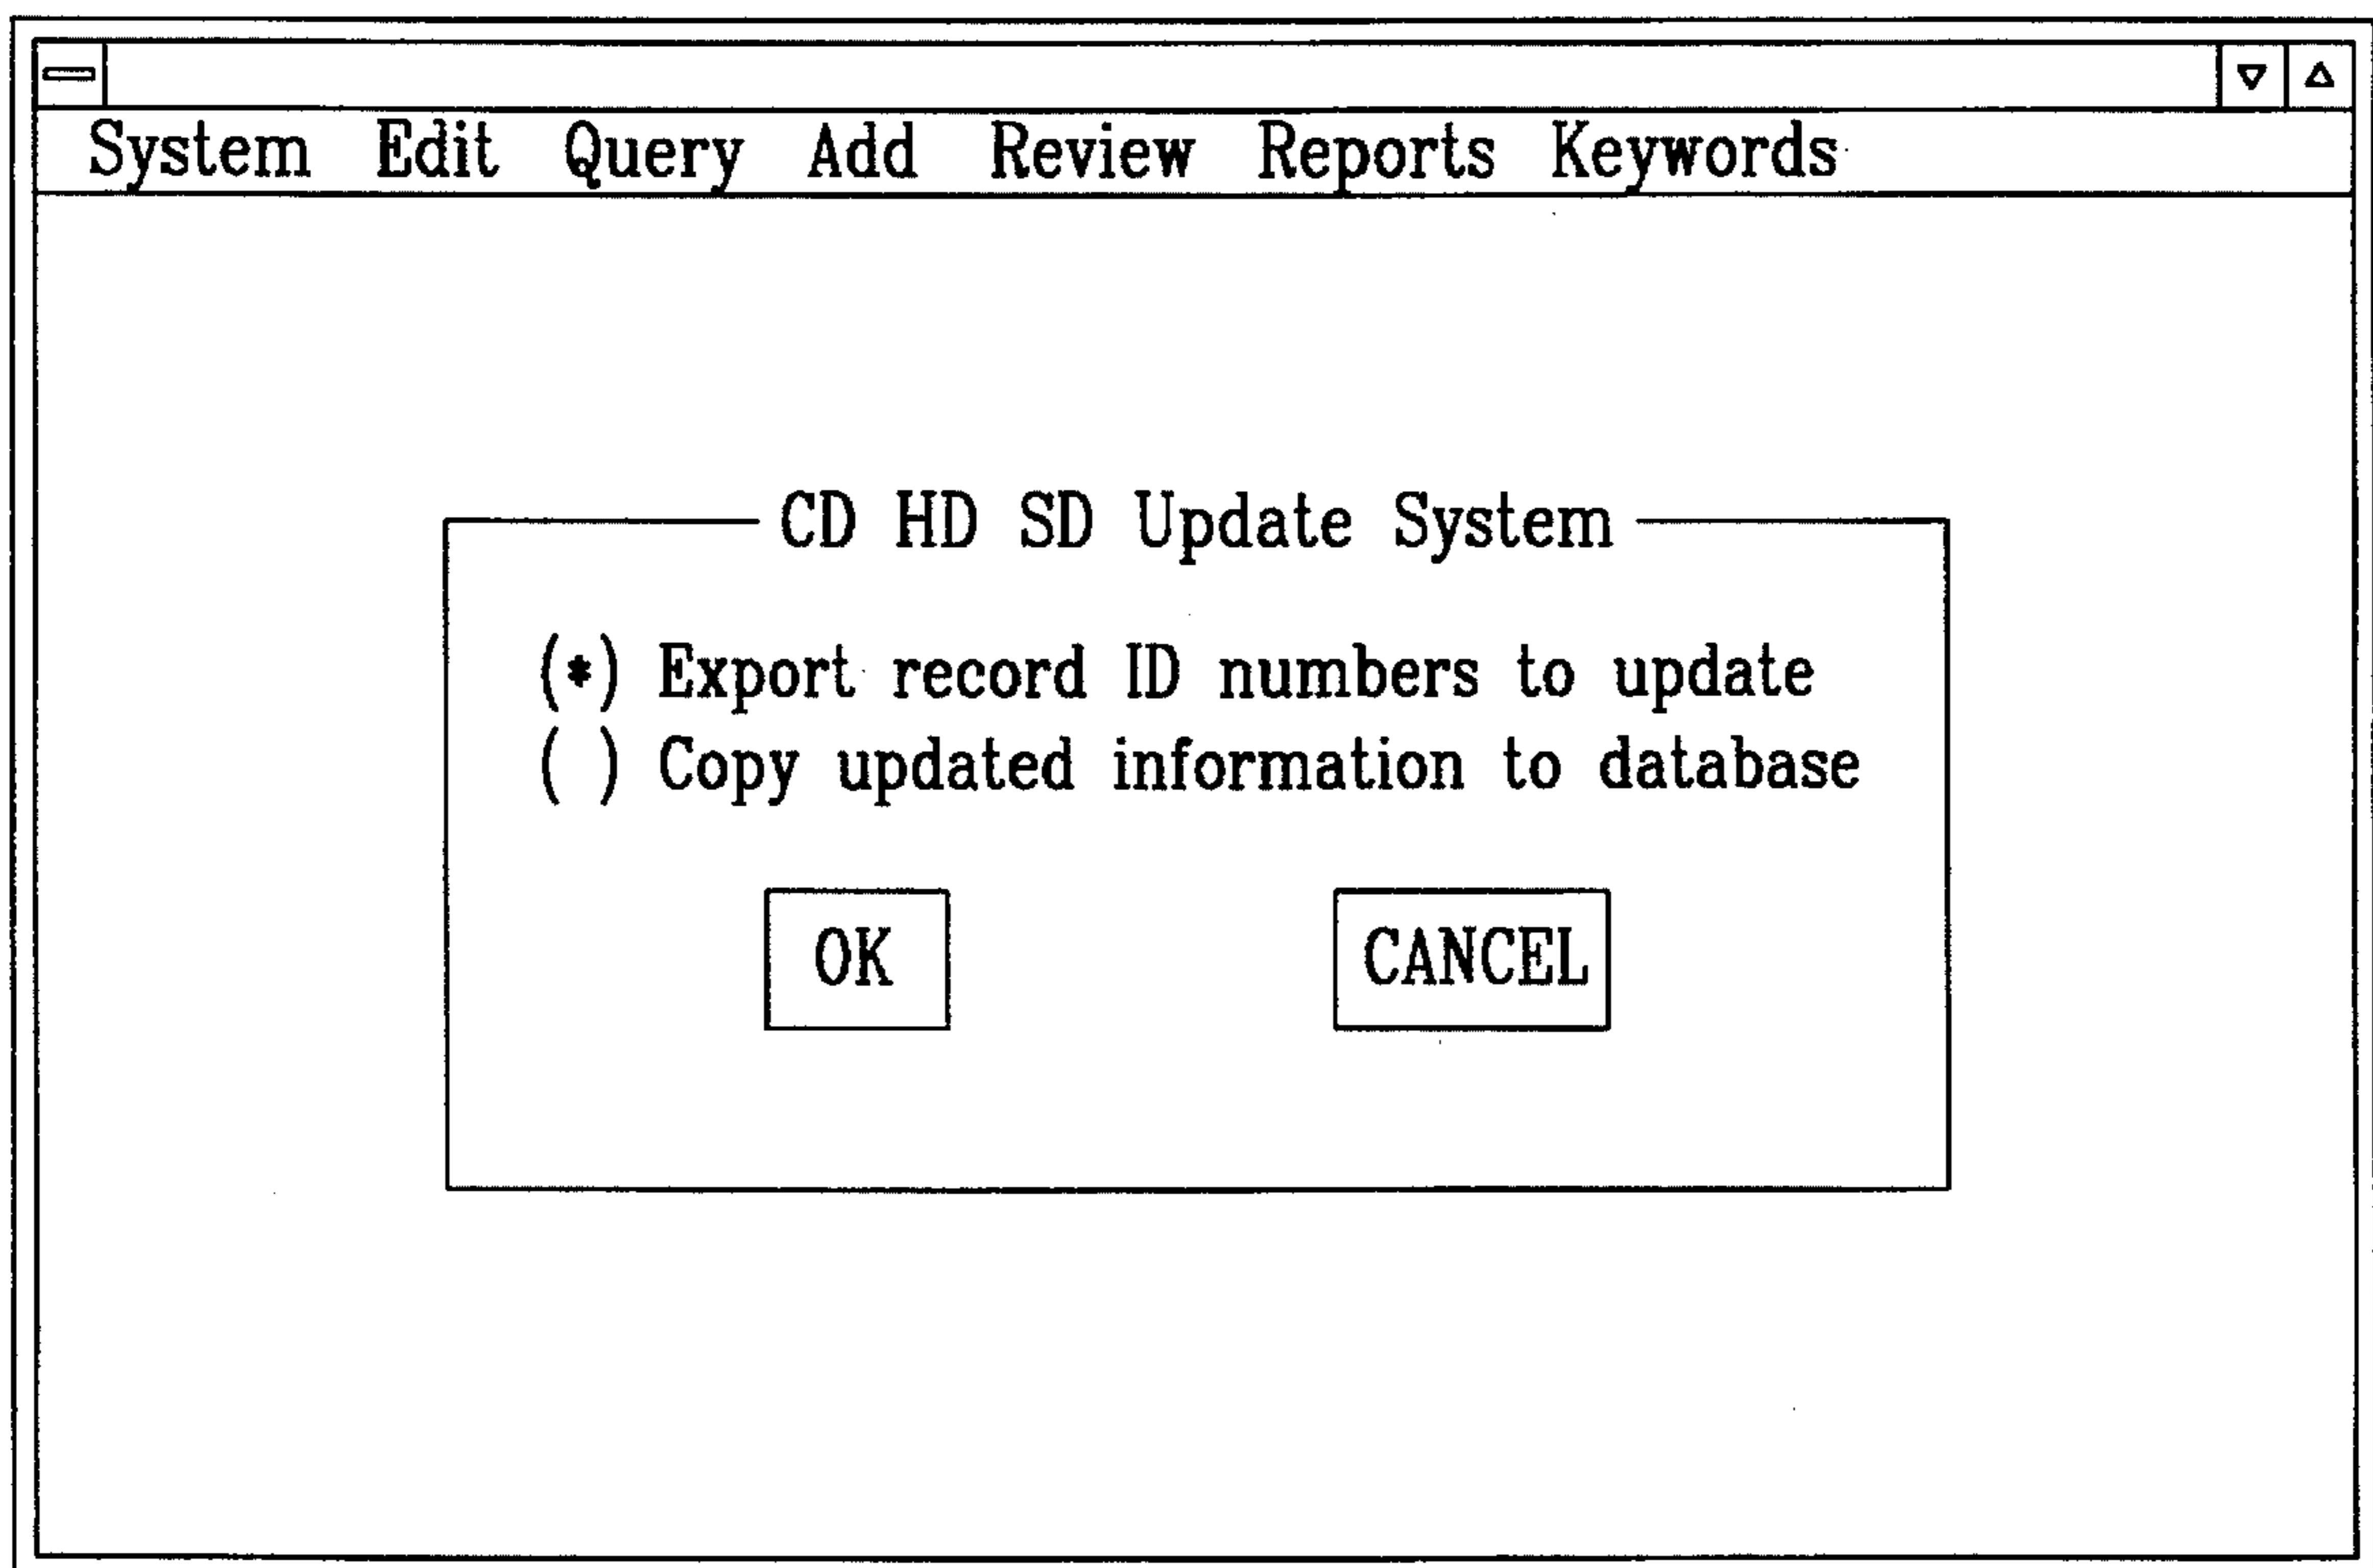 System Edit Query Add Review Reports Keywords
CD HD SD Update System
(*) Export record ID numbers to update
( ) Copy updated information to database
OK CANCEL